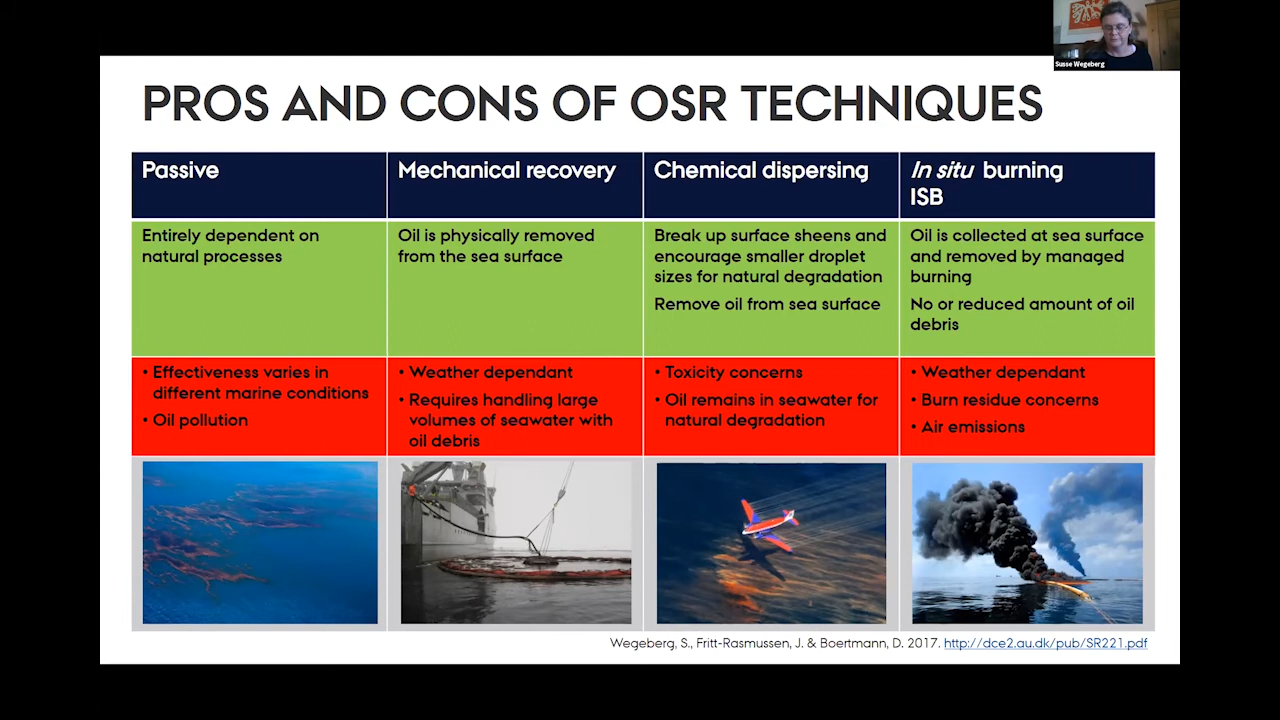 Susse Wegeberg
PROS AND CONS OF OSR TECHNIQUES
Passive
Mechanical recovery
Chemical dispersing
In situ burning
ISB
Entirely dependent on
natural processes
Oil is physically removed
from the sea surface
Break up surface sheens and
encourage smaller droplet
sizes for natural degradation
Remove oil from sea surface
Oil is collected at sea surface
and removed by managed
burning
No or reduced amount of oil
debris
• Effectiveness varies in
different marine conditions
• Oil pollution
• Weather dependant
• Requires handling large
volumes of seawater with
oil debris
• Toxicity concerns
• Oil remains in seawater for
natural degradation
• Weather dependant
• Burn residue concerns
• Air emissions
Wegeberg, S., Fritt-Rasmussen, J. & Boertmann, D. 2017. http://dce2.au.dk/pub/SR221.pdf